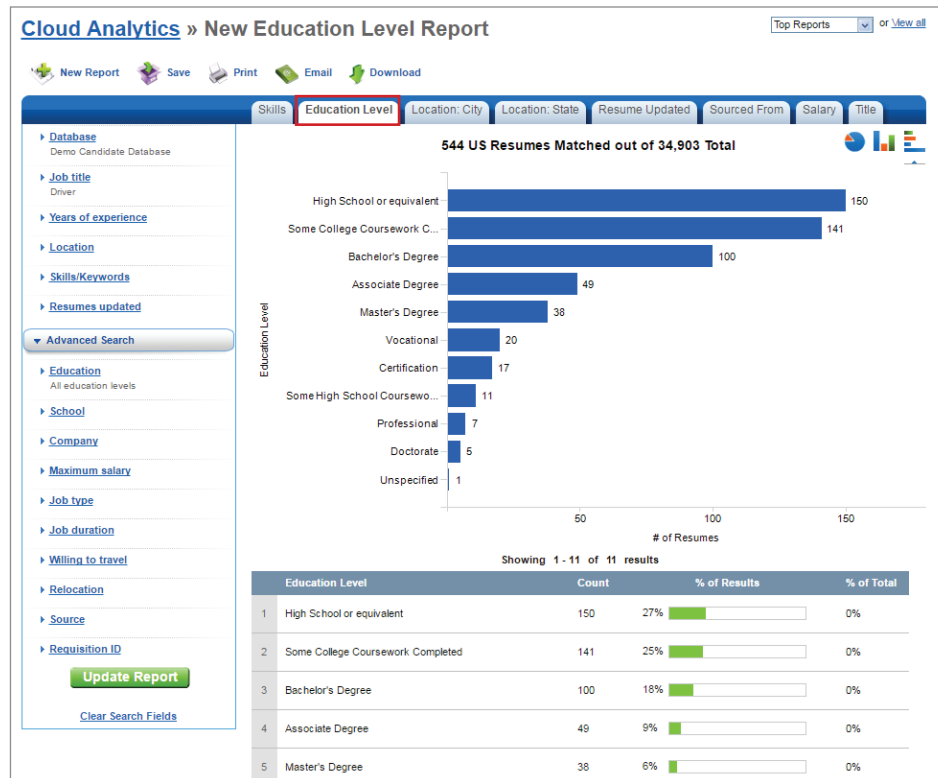 Cloud Analytics » New Education Level Report
Top Reports or View all
New Report Save Print Email Download
Skills Education Level Location: City Location: State Resume Updated Sourced From Salary Title
Database
Demo Candidate Database
Job title
Driver
Years of experience
Location
Skills/Keywords
Resumes updated
Advanced Search
Education
All education levels
School
Company
Maximum salary
Job type
Job duration
Willing to travel
Relocation
Source
Requisition ID
Update Report
Clear Search Fields
544 US Resumes Matched out of 34,903 Total
Education Level
High School or equivalent 150
Some College Coursework C... 141
Bachelor's Degree 100
Associate Degree 49
Master's Degree 38
Vocational 20
Certification 17
Some High School Coursewo... 11
Professional 7
Doctorate 5
Unspecified 1
50 100 150
# of Resumes
Showing 1 - 11 of 11 results
Education Level Count % of Results % of Total
1 High School or equivalent 150 27% 0%
2 Some College Coursework Completed 141 25% 0%
3 Bachelor's Degree 100 18% 0%
4 Associate Degree 49 9% 0%
5 Master's Degree 38 6% 0%